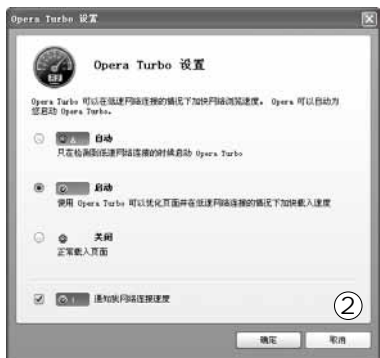 Opera Turbo 设置
Opera Turbo 设置
Opera Turbo 可以在低速网络连接的情况下加快网络浏览速度。 Opera 可以自动为
您启动 Opera Turbo。
自动
只在检测到低速网络连接的时候启动 Opera Turbo
启动
使用 Opera Turbo 可以优化页面并在低速网络连接的情况下加快载入速度
关闭
正常载入页面
通知我网络连接速度
②
确定 取消